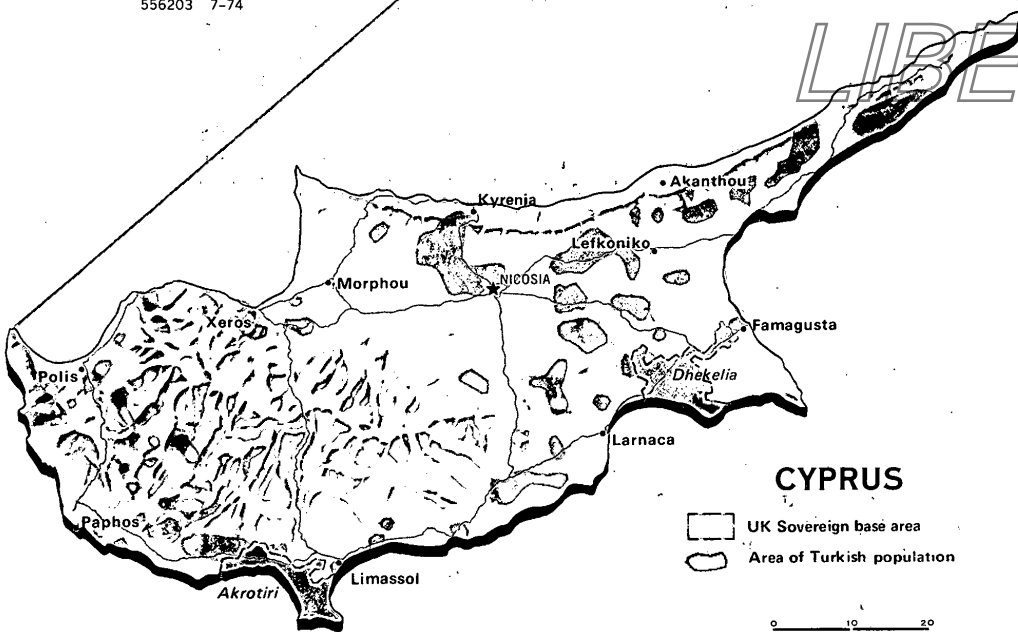 556203 7-74
LIBE
Akanthou
Kyrenia
Lefkoniko
NICOSIA
Morphou
Xeros
Famagusta
Polis
Dhekelia
Larnaca
CYPRUS
Paphos
UK Sovereign base area
Area of Turkish population
Limassol
Akrotiri
0 10 20